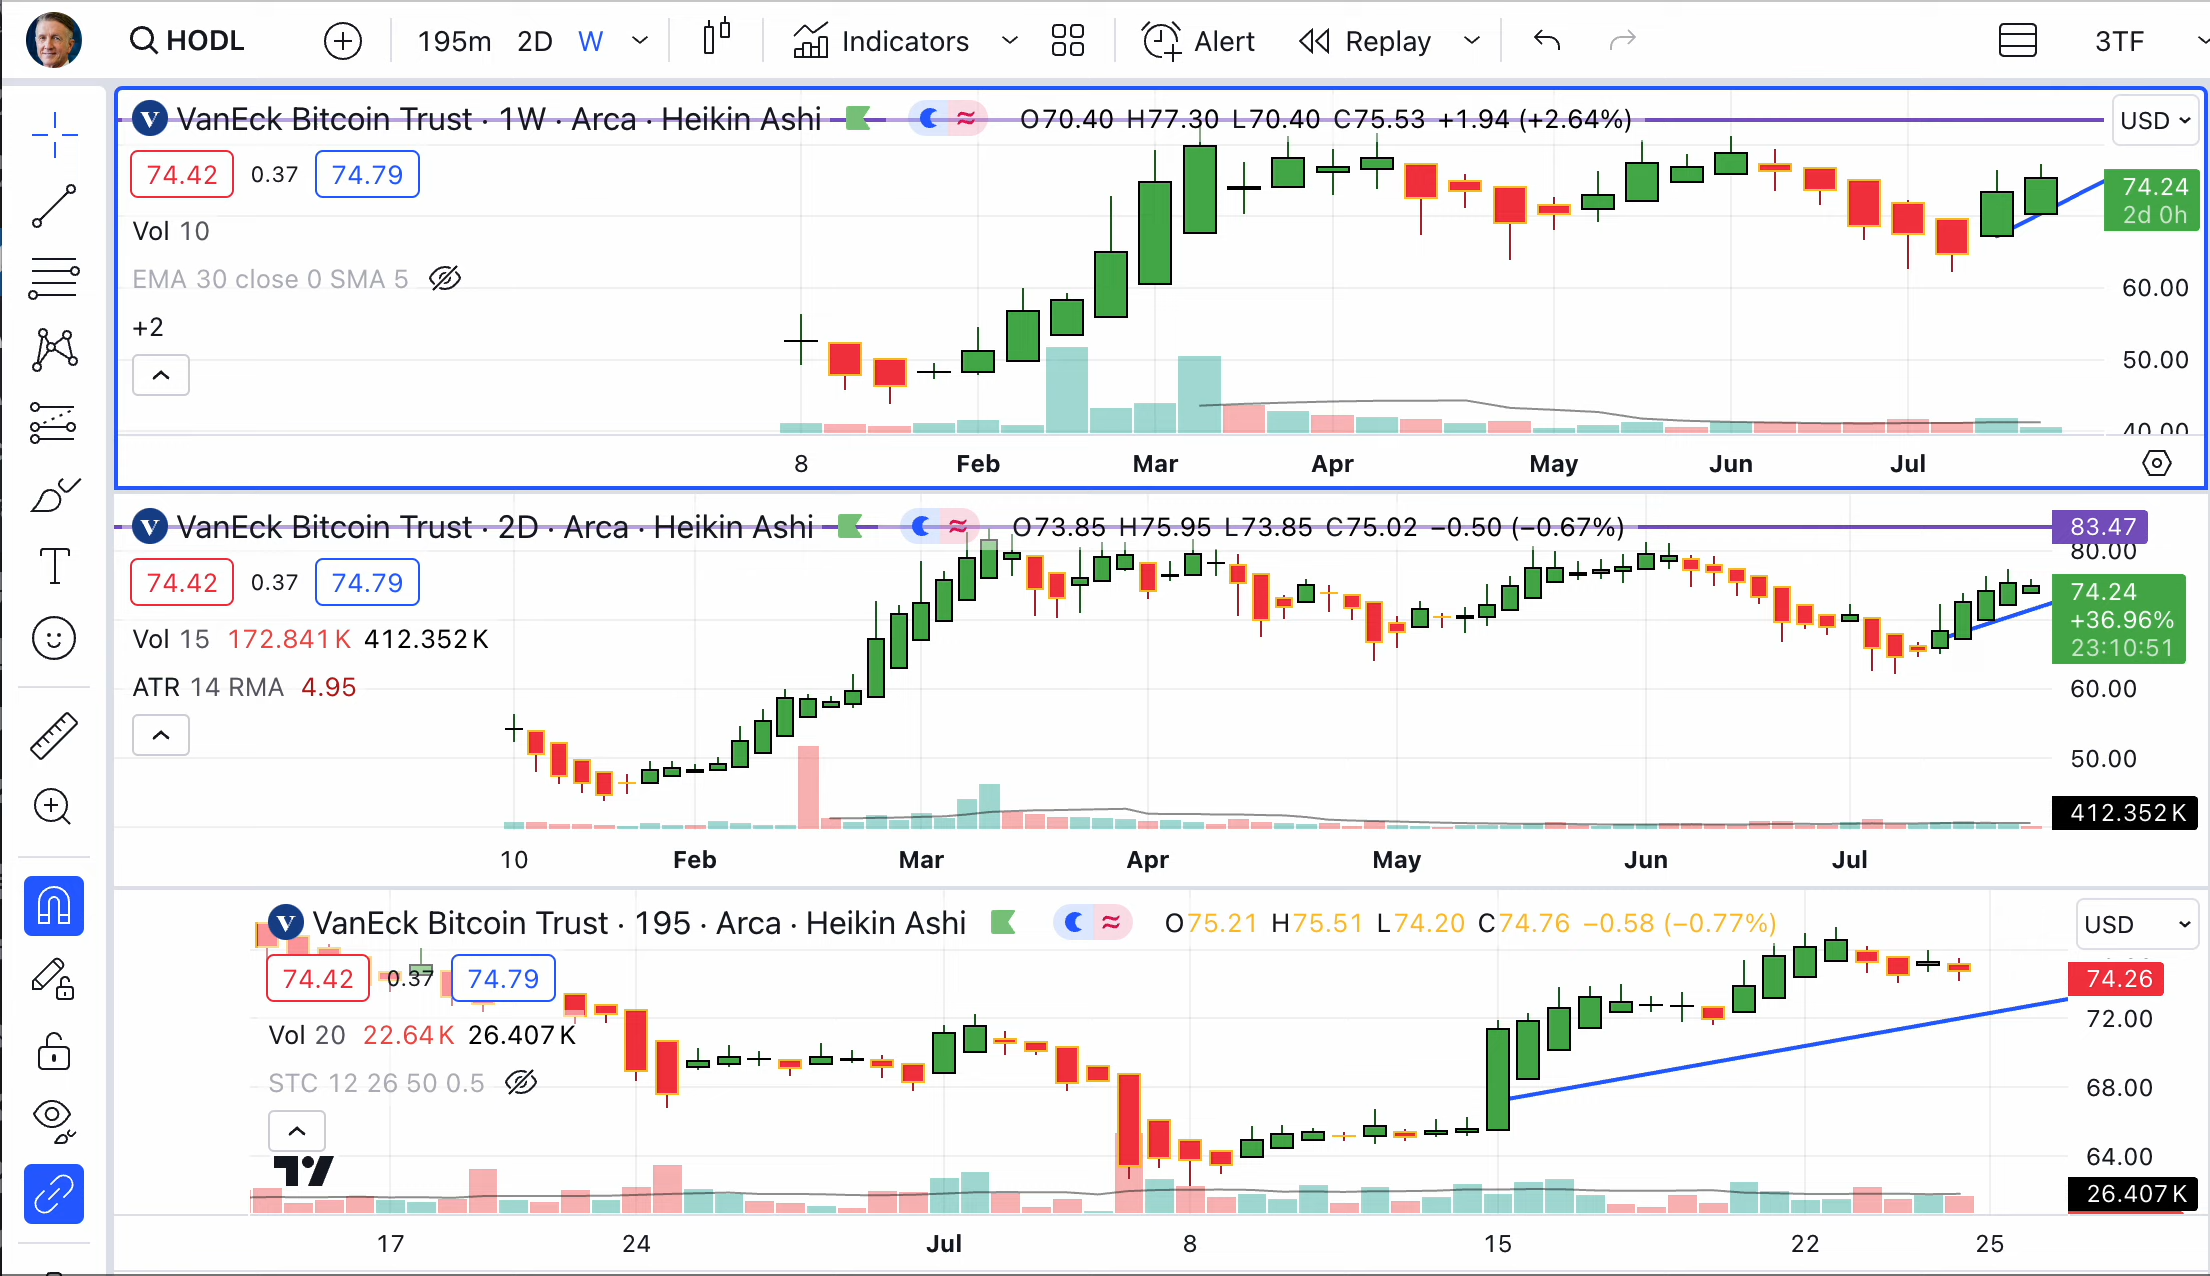 HODL 195m 2D W Indicators Alert Replay 3TF
V VanEck Bitcoin Trust · 1W · Arca · Heikin Ashi O70.40 H77.30 L70.40 C75.53 +1.94 (+2.64%) USD
74.42 0.37 74.79
74.24
2d 0h
Vol 10
EMA 30 close 0 SMA 5
60.00
+2
50.00
40.00
8 Feb Mar Apr May Jun Jul
V VanEck Bitcoin Trust · 2D · Arca · Heikin Ashi O73.85 H75.95 L73.85 C75.02 −0.50 (−0.67%) 83.47
80.00
74.42 0.37 74.79
74.24
+36.96%
23:10:51
Vol 15 172.841K 412.352K
ATR 14 RMA 4.95
60.00
50.00
412.352K
10 Feb Mar Apr May Jun Jul
V VanEck Bitcoin Trust · 195 · Arca · Heikin Ashi O75.21 H75.51 L74.20 C74.76 −0.58 (−0.77%) USD
74.42 0.37 74.79 74.26
72.00
Vol 20 22.64K 26.407K
STC 12 26 50 0.5
68.00
64.00
26.407K
17 24 Jul 8 15 22 25